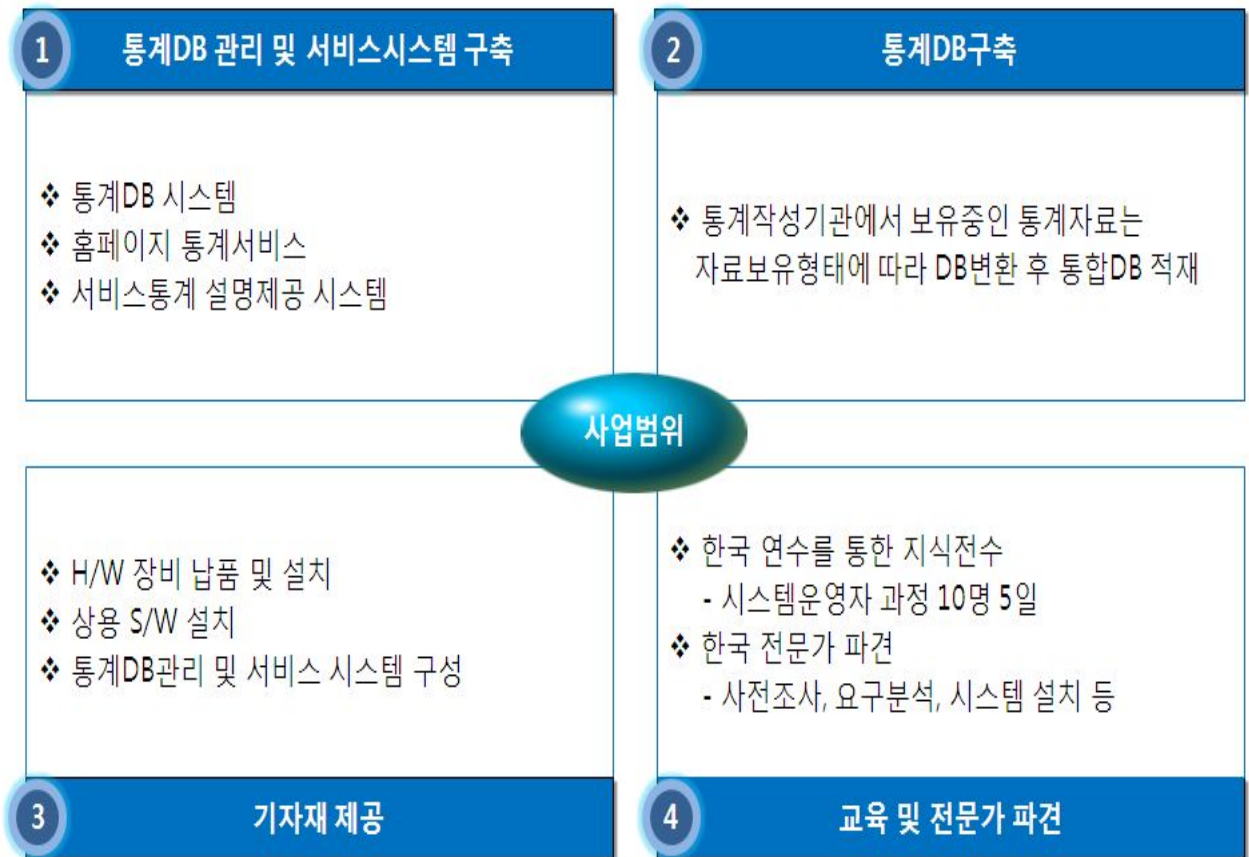 1 통계DB 관리 및 서비스시스템 구축
❖ 통계DB 시스템
❖ 홈페이지 통계서비스
❖ 서비스통계 설명제공 시스템
2 통계DB구축
❖ 통계작성기관에서 보유중인 통계자료는
자료보유형태에 따라 DB변환 후 통합DB 적재
사업범위
❖ H/W 장비 납품 및 설치
❖ 상용 S/W 설치
❖ 통계DB관리 및 서비스 시스템 구성
3 기자재 제공
❖ 한국 연수를 통한 지식전수
- 시스템운영자 과정 10명 5일
❖ 한국 전문가 파견
- 사전조사, 요구분석, 시스템 설치 등
4 교육 및 전문가 파견